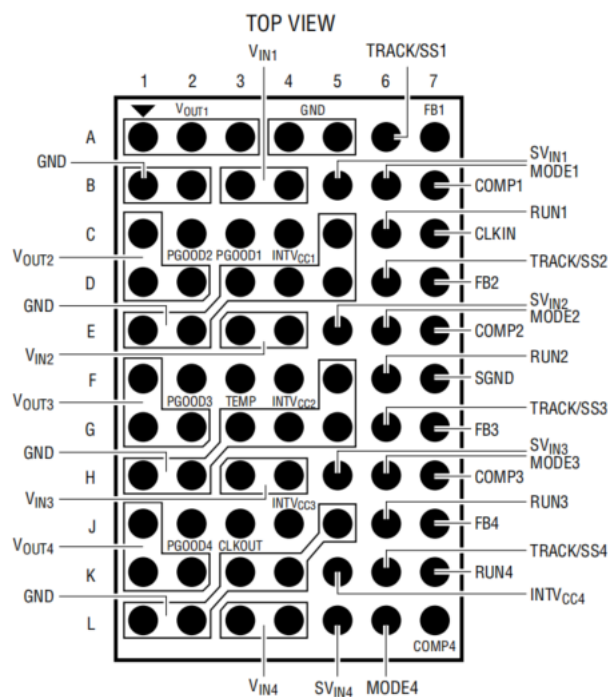 TOP VIEW
VIN1
TRACK/SS1
1 2 3 4 5 6 7
VOUT1 GND FB1
A
GND
SVIN1
MODE1
B
COMP1
RUN1
C
CLKIN
VOUT2
PGOOD2 PGOOD1 INTVCC1
TRACK/SS2
D
FB2
GND
SVIN2
MODE2
E
COMP2
VIN2
RUN2
F
SGND
VOUT3
PGOOD3 TEMP INTVCC2
TRACK/SS3
G
FB3
GND
SVIN3
MODE3
H
COMP3
VIN3
INTVCC3
RUN3
J
FB4
VOUT4
PGOOD4 CLKOUT
TRACK/SS4
K
RUN4
GND
INTVCC4
L
COMP4
VIN4 SVIN4 MODE4